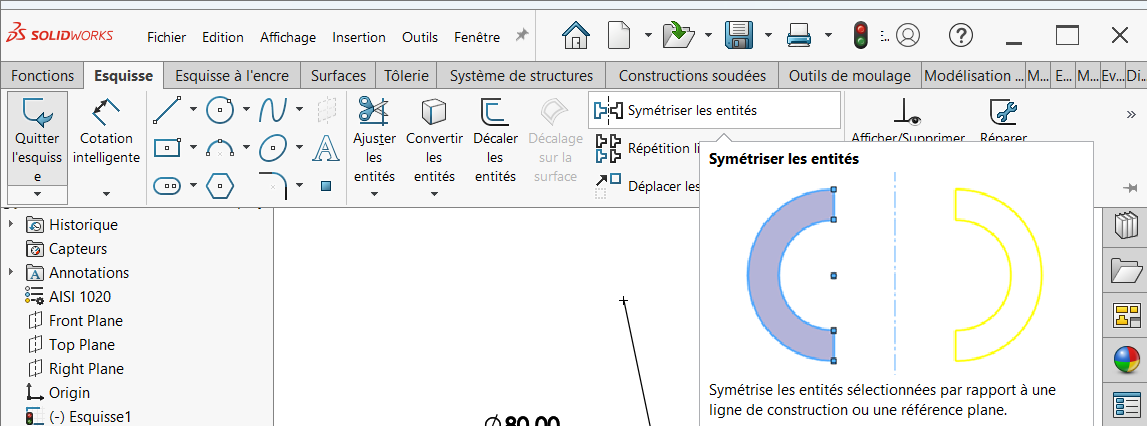 SOLIDWORKS Fichier Edition Affichage Insertion Outils Fenêtre
Fonctions Esquisse Esquisse à l'encre Surfaces Tôlerie Système de structures Constructions soudées Outils de moulage Modélisation ... M... E... M... Ev... Di...
Quitter l'esquiss e
Cotation intelligente
Ajuster les entités
Convertir les entités
Décaler les entités
Décalage sur la surface
Symétriser les entités
Répétition li
Déplacer les
Afficher/Supprimer
Réparer
Symétriser les entités
Symétrise les entités sélectionnées par rapport à une
ligne de construction ou une référence plane.
Historique
Capteurs
Annotations
AISI 1020
Front Plane
Top Plane
Right Plane
Origin
(-) Esquisse1
Ø80.00